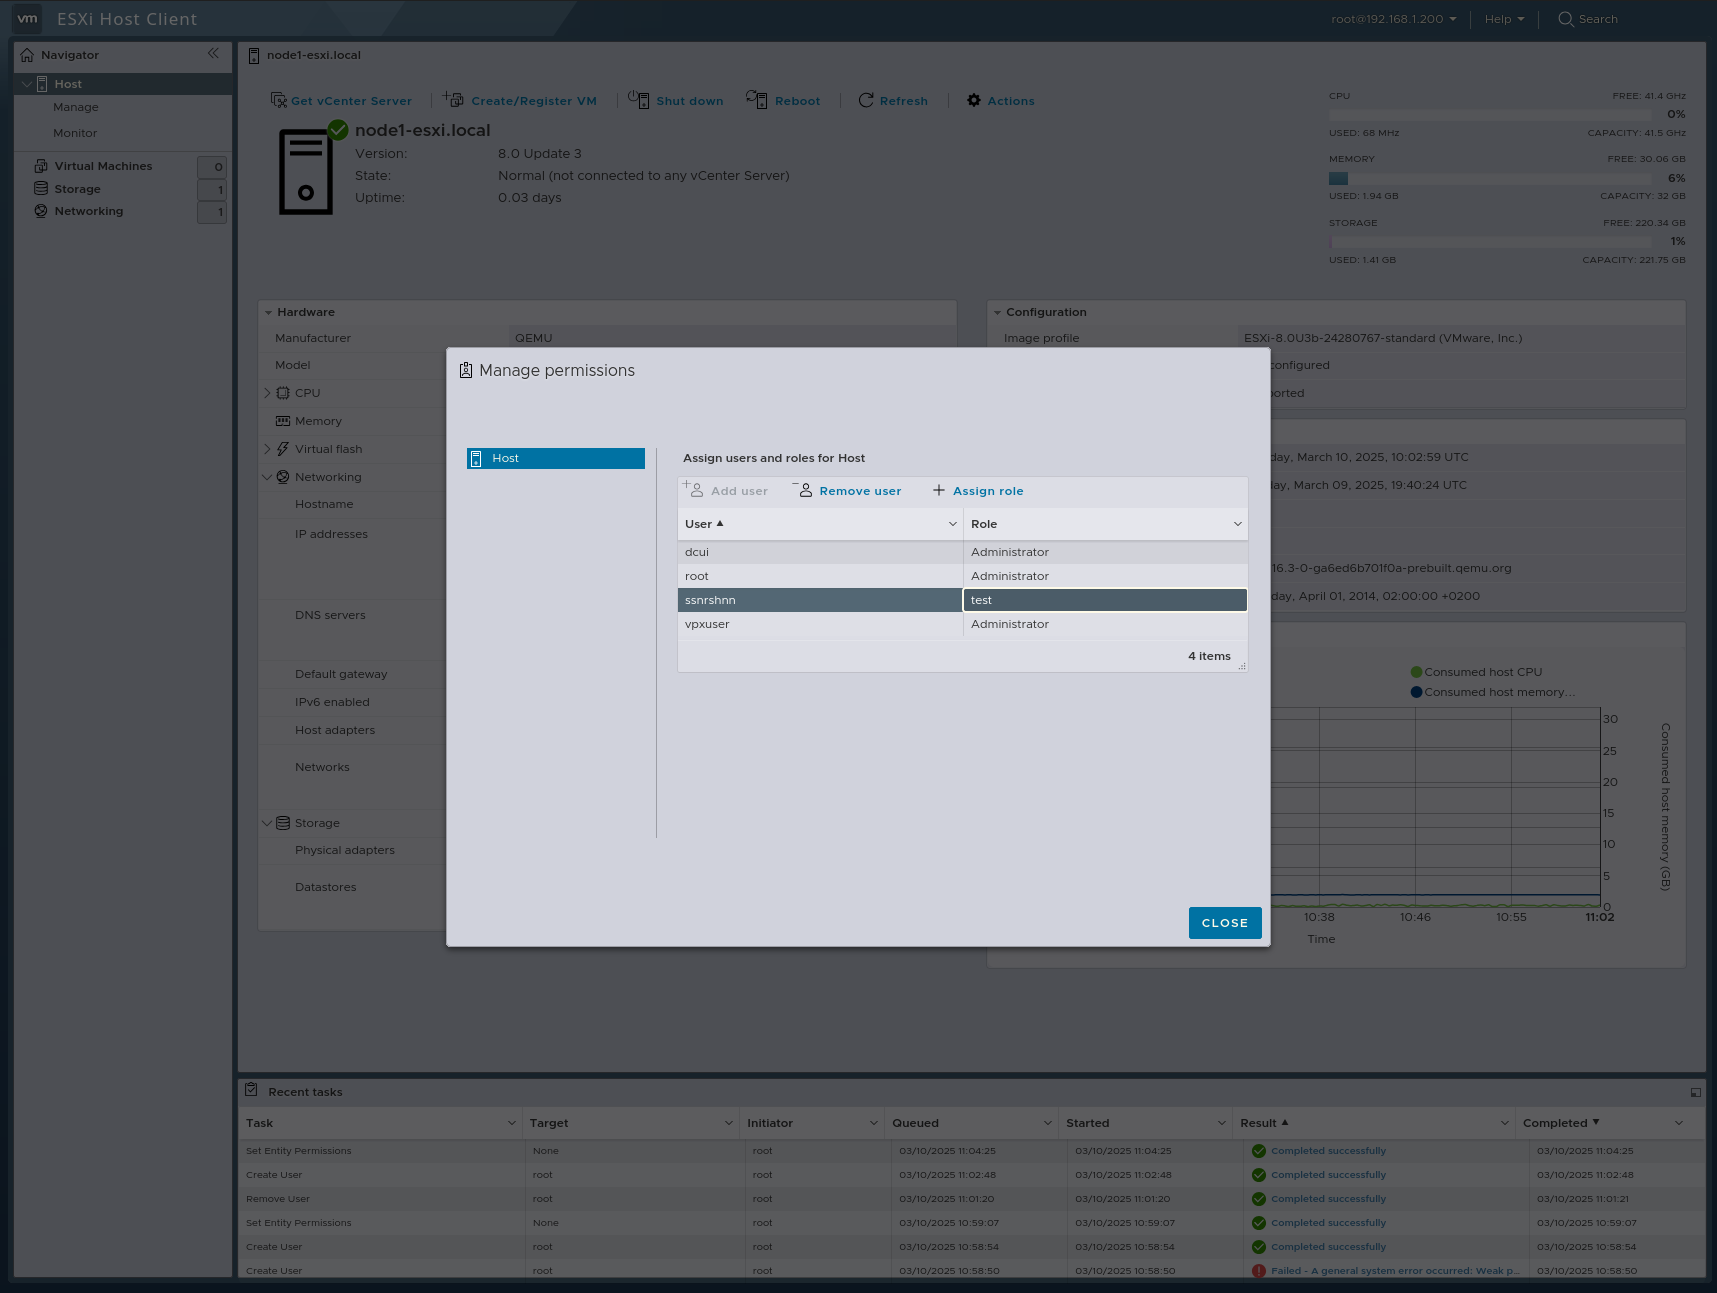 vm ESXi Host Client
root@192.168.1.200 Help Search
Navigator
Host
Manage
Monitor
Virtual Machines 0
Storage 1
Networking 1
node1-esxi.local
Get vCenter Server Create/Register VM Shut down Reboot Refresh Actions
node1-esxi.local
Version: 8.0 Update 3
State: Normal (not connected to any vCenter Server)
Uptime: 0.03 days
CPU FREE: 41.4 GHz
0%
USED: 68 MHz CAPACITY: 41.5 GHz
MEMORY FREE: 30.06 GB
6%
USED: 1.94 GB CAPACITY: 32 GB
STORAGE FREE: 220.34 GB
1%
USED: 1.41 GB CAPACITY: 221.75 GB
Hardware
Manufacturer QEMU
Model
CPU
Memory
Virtual flash
Networking
Hostname
IP addresses
DNS servers
Default gateway
IPv6 enabled
Host adapters
Networks
Storage
Physical adapters
Datastores
Configuration
Image profile ESXi-8.0U3b-24280767-standard (VMware, Inc.)
configured
ported
day, March 10, 2025, 10:02:59 UTC
day, March 09, 2025, 19:40:24 UTC
16.3-0-ga6ed6b701f0a-prebuilt.qemu.org
day, April 01, 2014, 02:00:00 +0200
Consumed host CPU
Consumed host memory...
30
25
20
15
10
5
0
Consumed host memory (GB)
10:38 10:46 10:55 11:02
Time
Manage permissions
Host
Assign users and roles for Host
Add user Remove user Assign role
User Role
dcui Administrator
root Administrator
ssnrshnn test
vpxuser Administrator
4 items
CLOSE
Recent tasks
Task Target Initiator Queued Started Result Completed
Set Entity Permissions None root 03/10/2025 11:04:25 03/10/2025 11:04:25 Completed successfully 03/10/2025 11:04:25
Create User root root 03/10/2025 11:02:48 03/10/2025 11:02:48 Completed successfully 03/10/2025 11:02:48
Remove User root root 03/10/2025 11:01:20 03/10/2025 11:01:20 Completed successfully 03/10/2025 11:01:21
Set Entity Permissions None root 03/10/2025 10:59:07 03/10/2025 10:59:07 Completed successfully 03/10/2025 10:59:07
Create User root root 03/10/2025 10:58:54 03/10/2025 10:58:54 Completed successfully 03/10/2025 10:58:54
Create User root root 03/10/2025 10:58:50 03/10/2025 10:58:50 Failed - A general system error occurred: Weak p... 03/10/2025 10:58:50